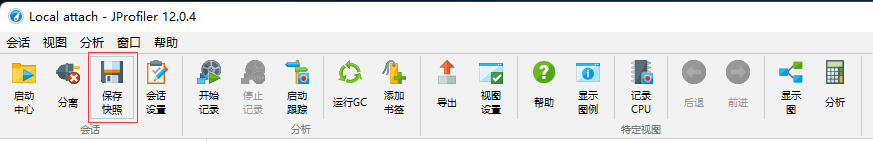 Local attach - JProfiler 12.0.4
会话 视图 分析 窗口 帮助
启动
中心
分离
保存
快照
会话
设置
开始
记录
停止
记录
启动
跟踪
运行GC
添加
书签
导出
视图
设置
帮助
显示
图例
记录
CPU
后退
前进
显示
图
分析
会话 分析 特定视图